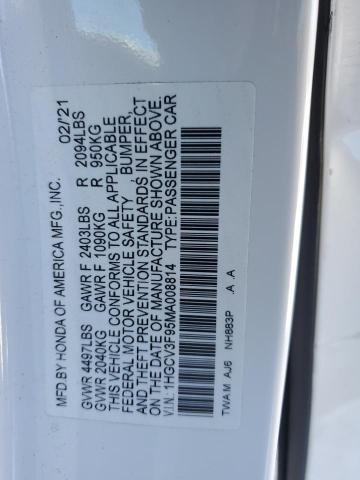 MFD BY HONDA OF AMERICA MFG.,INC. 02/'21
GVWR 4497LBS GAWR F 2403LBS R 2094LBS
GVWR 2040KG GAWR F 1090KG R 950KG
THIS VEHICLE CONFORMS TO ALL APPLICABLE
FEDERAL MOTOR VEHICLE SAFETY BUMPER,
AND THEFT PREVENTION STANDARDS IN EFFECT
ON THE DATE OF MANUFACTURE SHOWN ABOVE.
V.I.N.: 1HGCV3F95MA008814 TYPE:PASSENGER CAR
TWA M AJ6 NH883P .A .A